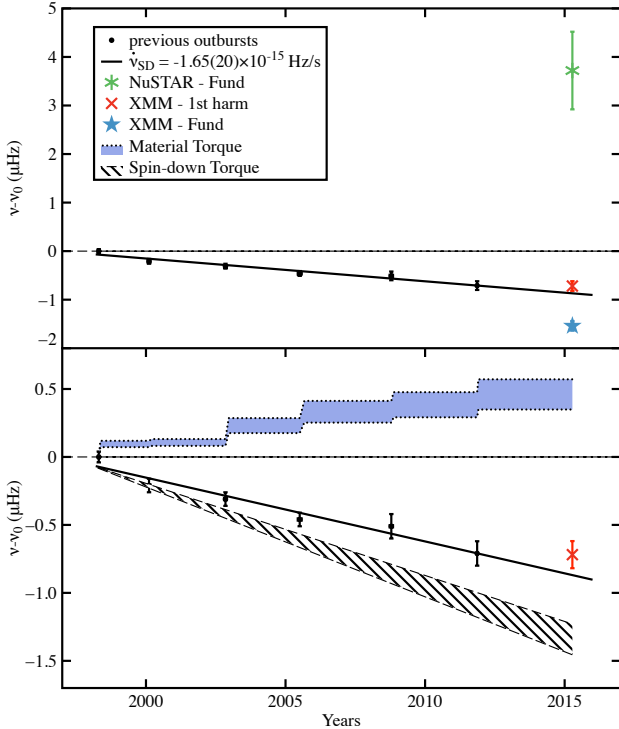 5
4
3
2
1
0
−1
−2
ν-ν₀ (μHz)
previous outbursts
ν̇_SD = -1.65(20)×10⁻¹⁵ Hz/s
NuSTAR - Fund
XMM - 1st harm
XMM - Fund
Material Torque
Spin-down Torque
0.5
0
−0.5
−1.0
−1.5
ν-ν₀ (μHz)
2000 2005 2010 2015
Years